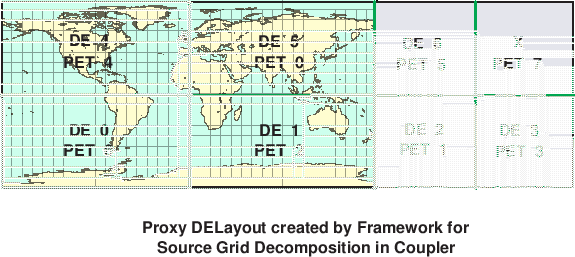 DE 4 DE 5 DE 6 X
PET 4 PET 0 PET 5 PET 7
DE 0 DE 1 DE 2 DE 3
PET PET 2 PET 1 PET 3
Proxy DELayout created by Framework for
Source Grid Decomposition in Coupler